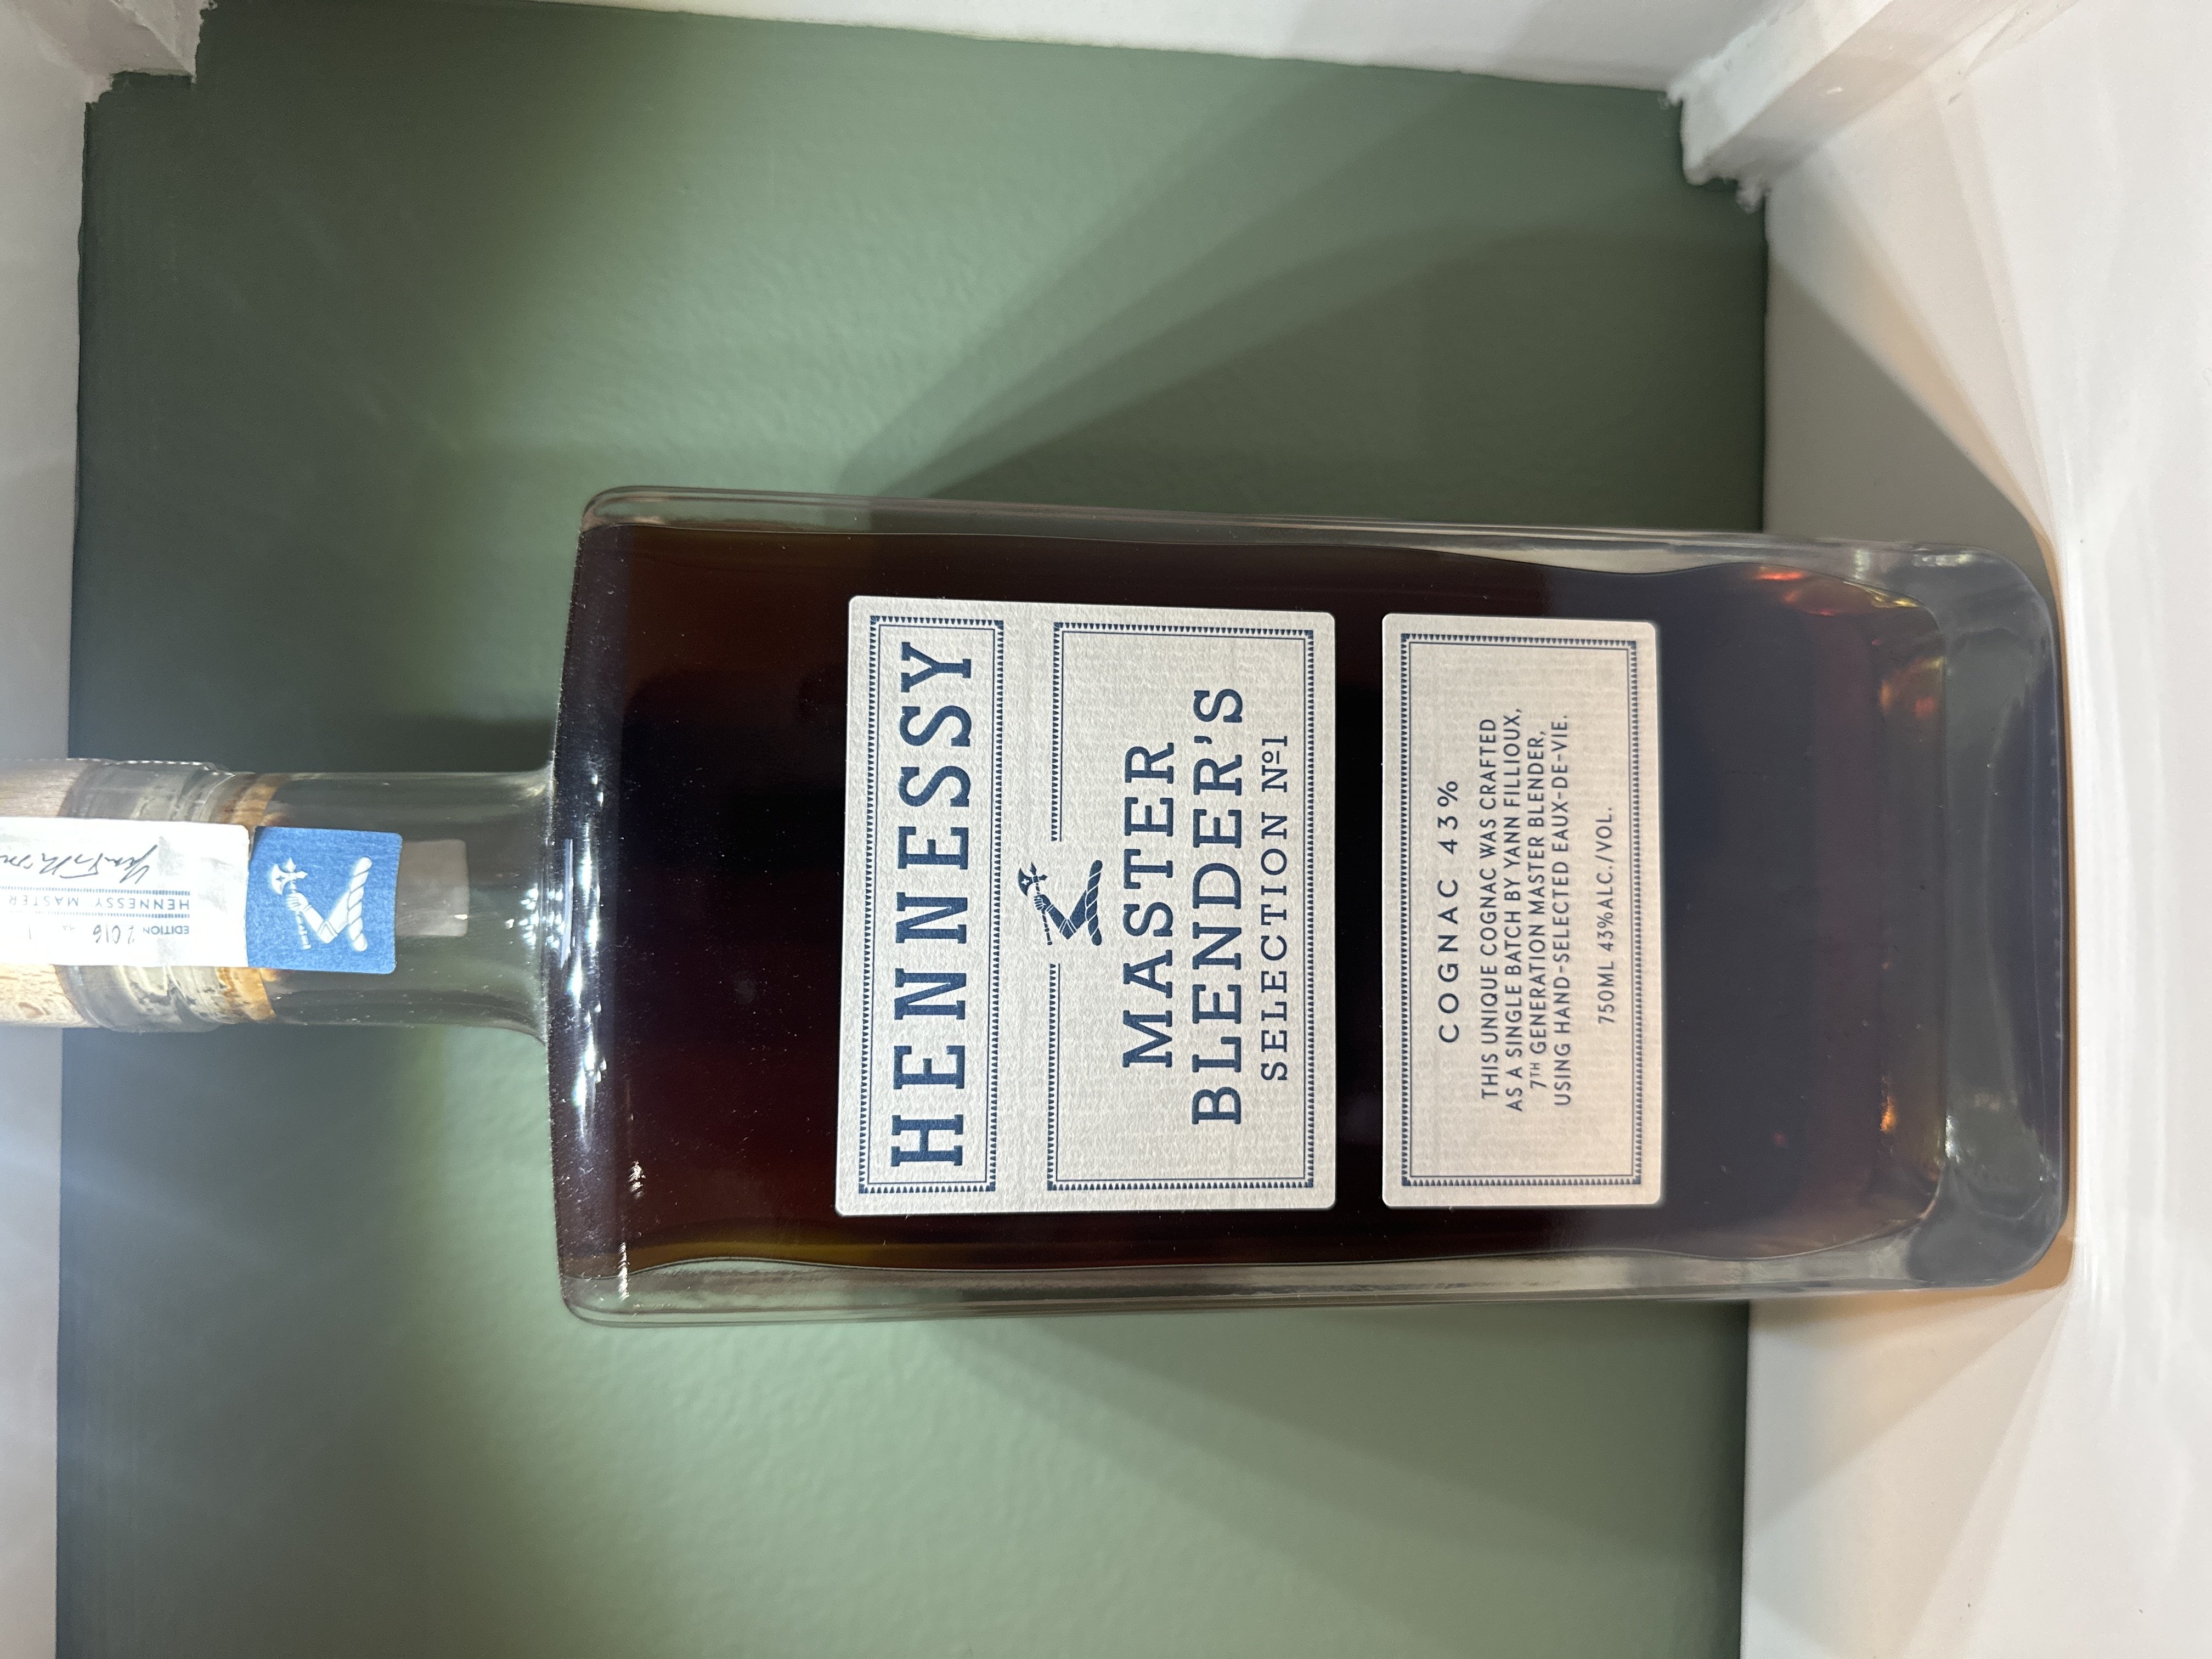 HENNESSY
MASTER
BLENDER'S
SELECTION Nº1
COGNAC 43%
THIS UNIQUE COGNAC WAS CRAFTED
AS A SINGLE BATCH BY YANN FILLIOUX,
7TH GENERATION MASTER BLENDER,
USING HAND-SELECTED EAUX-DE-VIE.
750ML 43%ALC./VOL.
HENNESSY MASTER
EDITION 2016